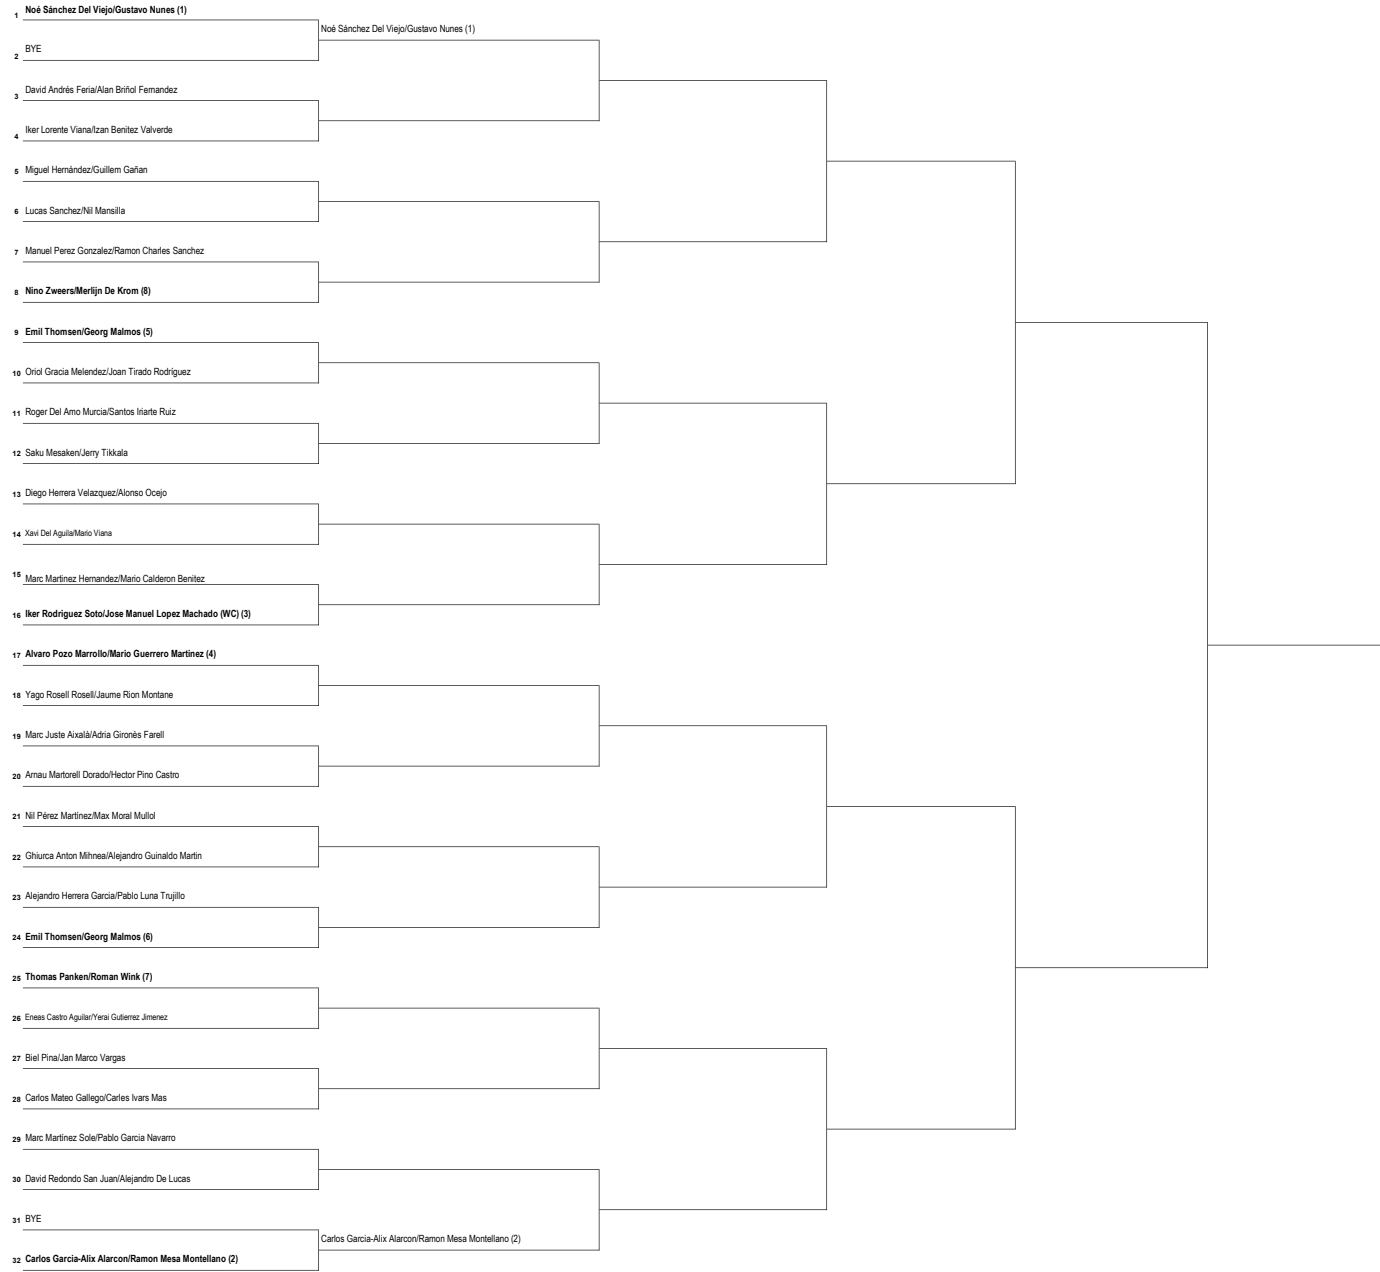 1 Noé Sánchez Del Viejo/Gustavo Nunes (1)
Noé Sánchez Del Viejo/Gustavo Nunes (1)
2 BYE
3 David Andrés Feria/Alan Briñol Fernandez
4 Iker Lorente Viana/Izan Benitez Valverde
5 Miguel Hernández/Guillem Gañan
6 Lucas Sanchez/Nil Mansilla
7 Manuel Perez Gonzalez/Ramon Charles Sanchez
8 Nino Zweers/Merlijn De Krom (8)
9 Emil Thomsen/Georg Malmos (5)
10 Oriol Gracia Melendez/Joan Tirado Rodríguez
11 Roger Del Amo Murcia/Santos Iriarte Ruiz
12 Saku Mesaken/Jerry Tikkala
13 Diego Herrera Velazquez/Alonso Ocejo
14 Xavi Del Aguila/Mario Viana
15 Marc Martinez Hernandez/Mario Calderon Benitez
16 Iker Rodriguez Soto/Jose Manuel Lopez Machado (WC) (3)
17 Alvaro Pozo Marrollo/Mario Guerrero Martinez (4)
18 Yago Rosell Rosell/Jaume Rion Montane
19 Marc Juste Aixalà/Adria Gironès Farell
20 Arnau Martorell Dorado/Hector Pino Castro
21 Nil Pérez Martínez/Max Moral Mullol
22 Ghiurca Anton Mihnea/Alejandro Guinaldo Martin
23 Alejandro Herrera Garcia/Pablo Luna Trujillo
24 Emil Thomsen/Georg Malmos (6)
25 Thomas Panken/Roman Wink (7)
26 Eneas Castro Aguilar/Yerai Gutierrez Jimenez
27 Biel Pina/Jan Marco Vargas
28 Carlos Mateo Gallego/Carles Ivars Mas
29 Marc Martínez Sole/Pablo Garcia Navarro
30 David Redondo San Juan/Alejandro De Lucas
31 BYE
Carlos Garcia-Alix Alarcon/Ramon Mesa Montellano (2)
32 Carlos Garcia-Alix Alarcon/Ramon Mesa Montellano (2)